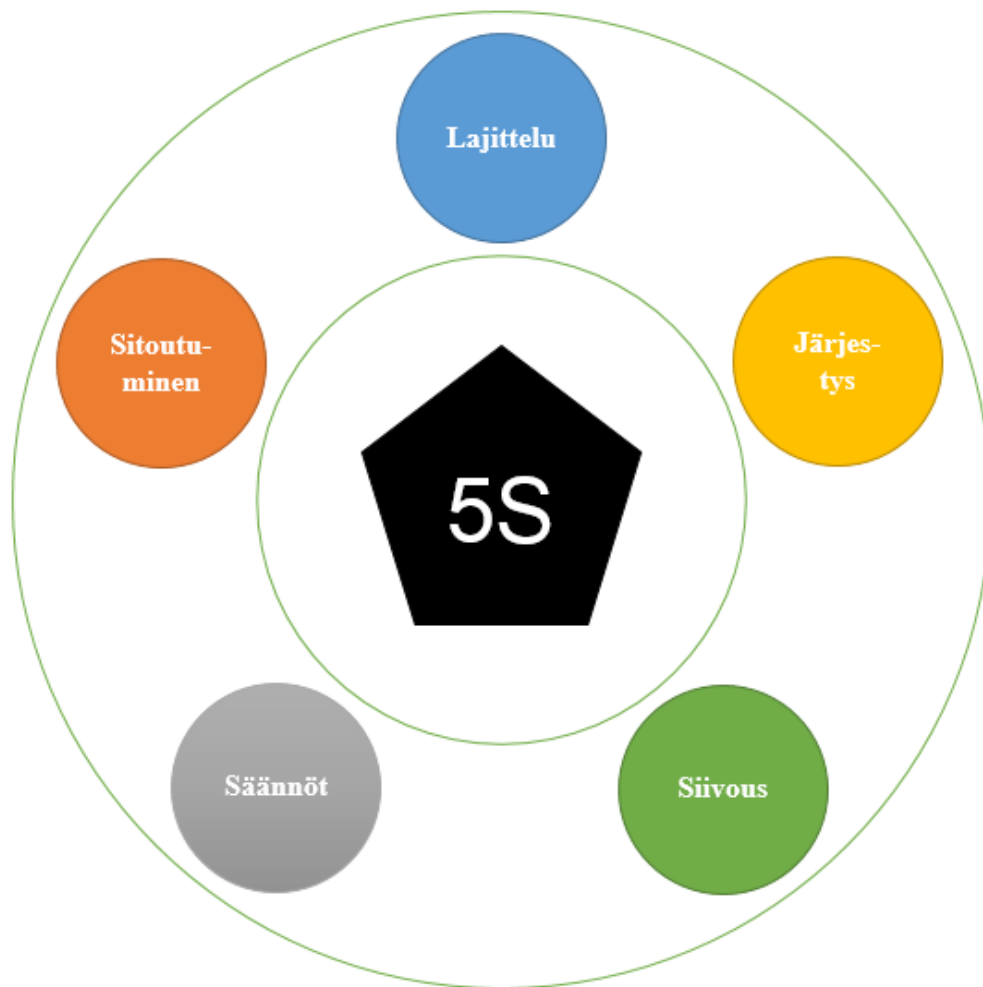 Lajittelu
Järjes-
tys
Siivous
Säännöt
Sitoutu-
minen
5S